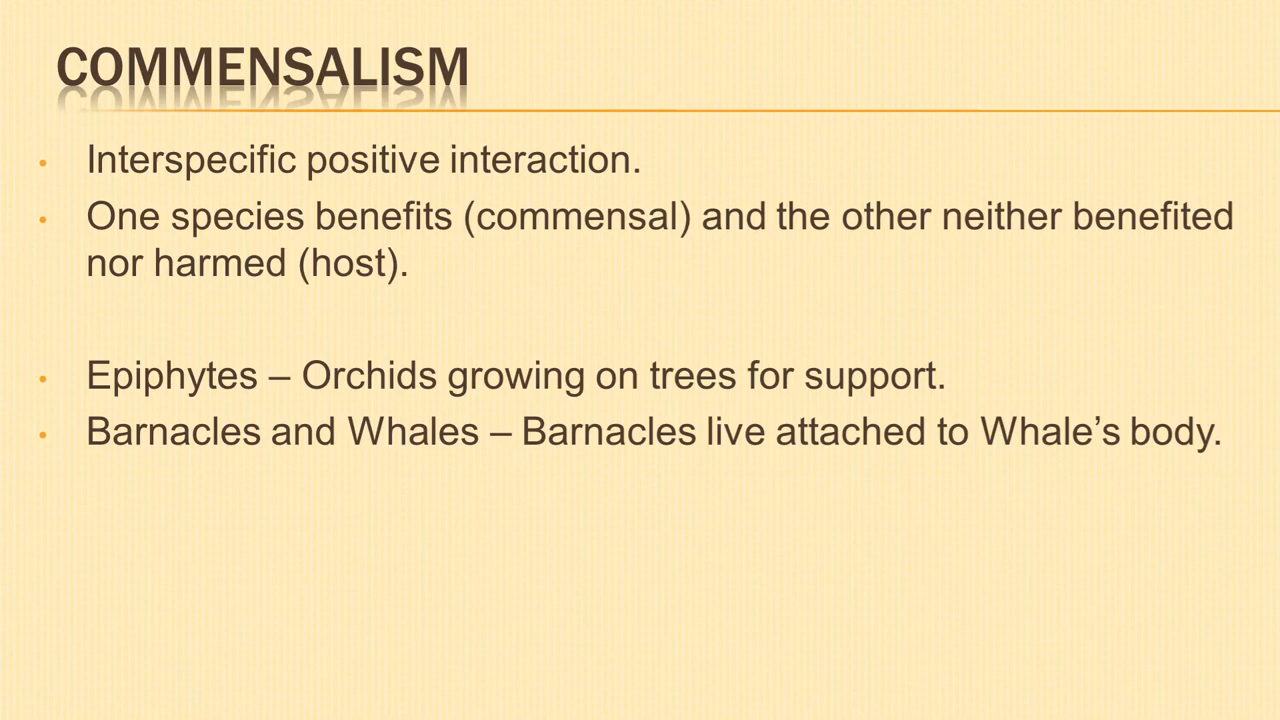 COMMENSALISM
• Interspecific positive interaction.
• One species benefits (commensal) and the other neither benefited
nor harmed (host).
• Epiphytes – Orchids growing on trees for support.
• Barnacles and Whales – Barnacles live attached to Whale’s body.